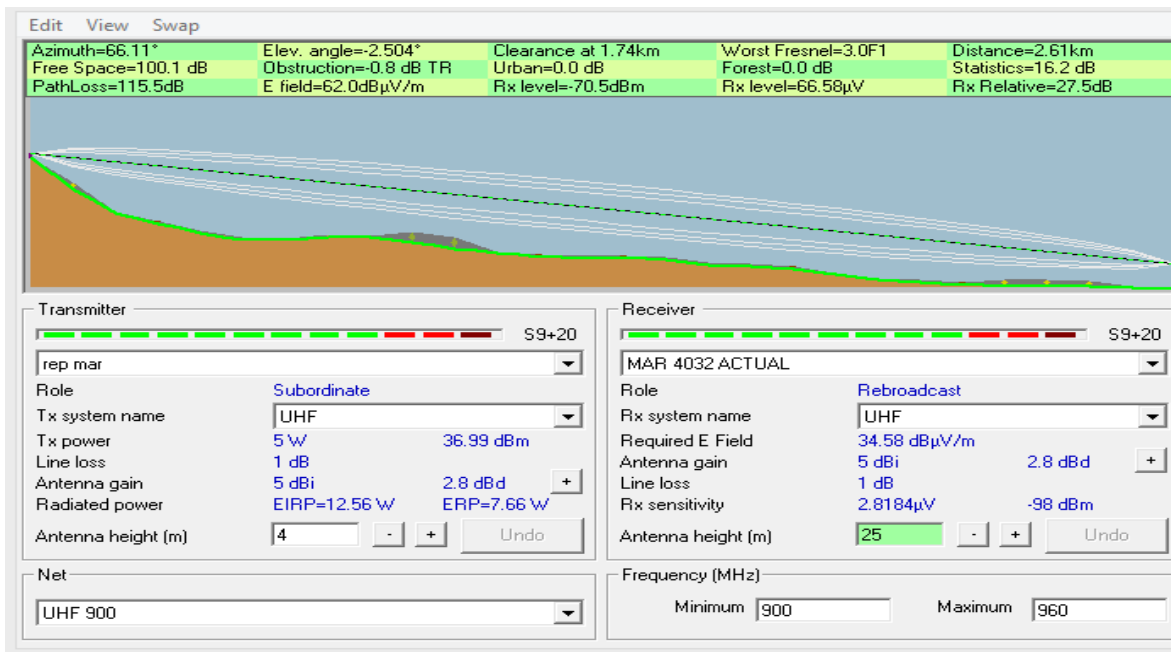 Edit View Swap
Azimuth=66.11° Elev. angle=-2.504° Clearance at 1.74km Worst Fresnel=3.0F1 Distance=2.61km
Free Space=100.1 dB Obstruction=-0.8 dB TR Urban=0.0 dB Forest=0.0 dB Statistics=16.2 dB
PathLoss=115.5dB E field=62.0dBµV/m Rx level=-70.5dBm Rx level=66.58µV Rx Relative=27.5dB
Transmitter
S9+20
rep mar
Role Subordinate
Tx system name UHF
Tx power 5 W 36.99 dBm
Line loss 1 dB
Antenna gain 5 dBi 2.8 dBd +
Radiated power EIRP=12.56 W ERP=7.66 W
Antenna height (m) 4 - + Undo
Net
UHF 900
Receiver
S9+20
MAR 4032 ACTUAL
Role Rebroadcast
Rx system name UHF
Required E Field 34.58 dBµV/m
Antenna gain 5 dBi 2.8 dBd +
Line loss 1 dB
Rx sensitivity 2.8184µV -98 dBm
Antenna height (m) 25 - + Undo
Frequency (MHz)
Minimum 900 Maximum 960